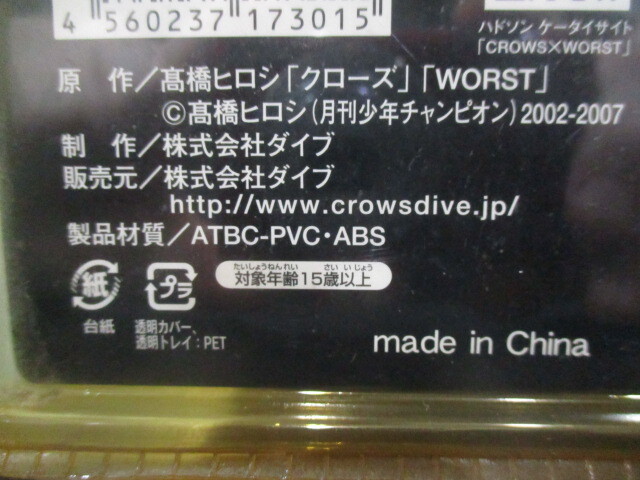 4 560237 173015
ハドソン ケータイサイト
「CROWS×WORST」
原　作／髙橋ヒロシ「クローズ」「WORST」
©髙橋ヒロシ(月刊少年チャンピオン)2002-2007
制　作／株式会社ダイブ
販売元／株式会社ダイブ
http://www.crowsdive.jp/
製品材質／ATBC-PVC・ABS
たいしょうねんれい さい いじょう
対象年齢15歳以上
紙
プラ
台紙
透明カバー、
透明トレイ：PET
made in China